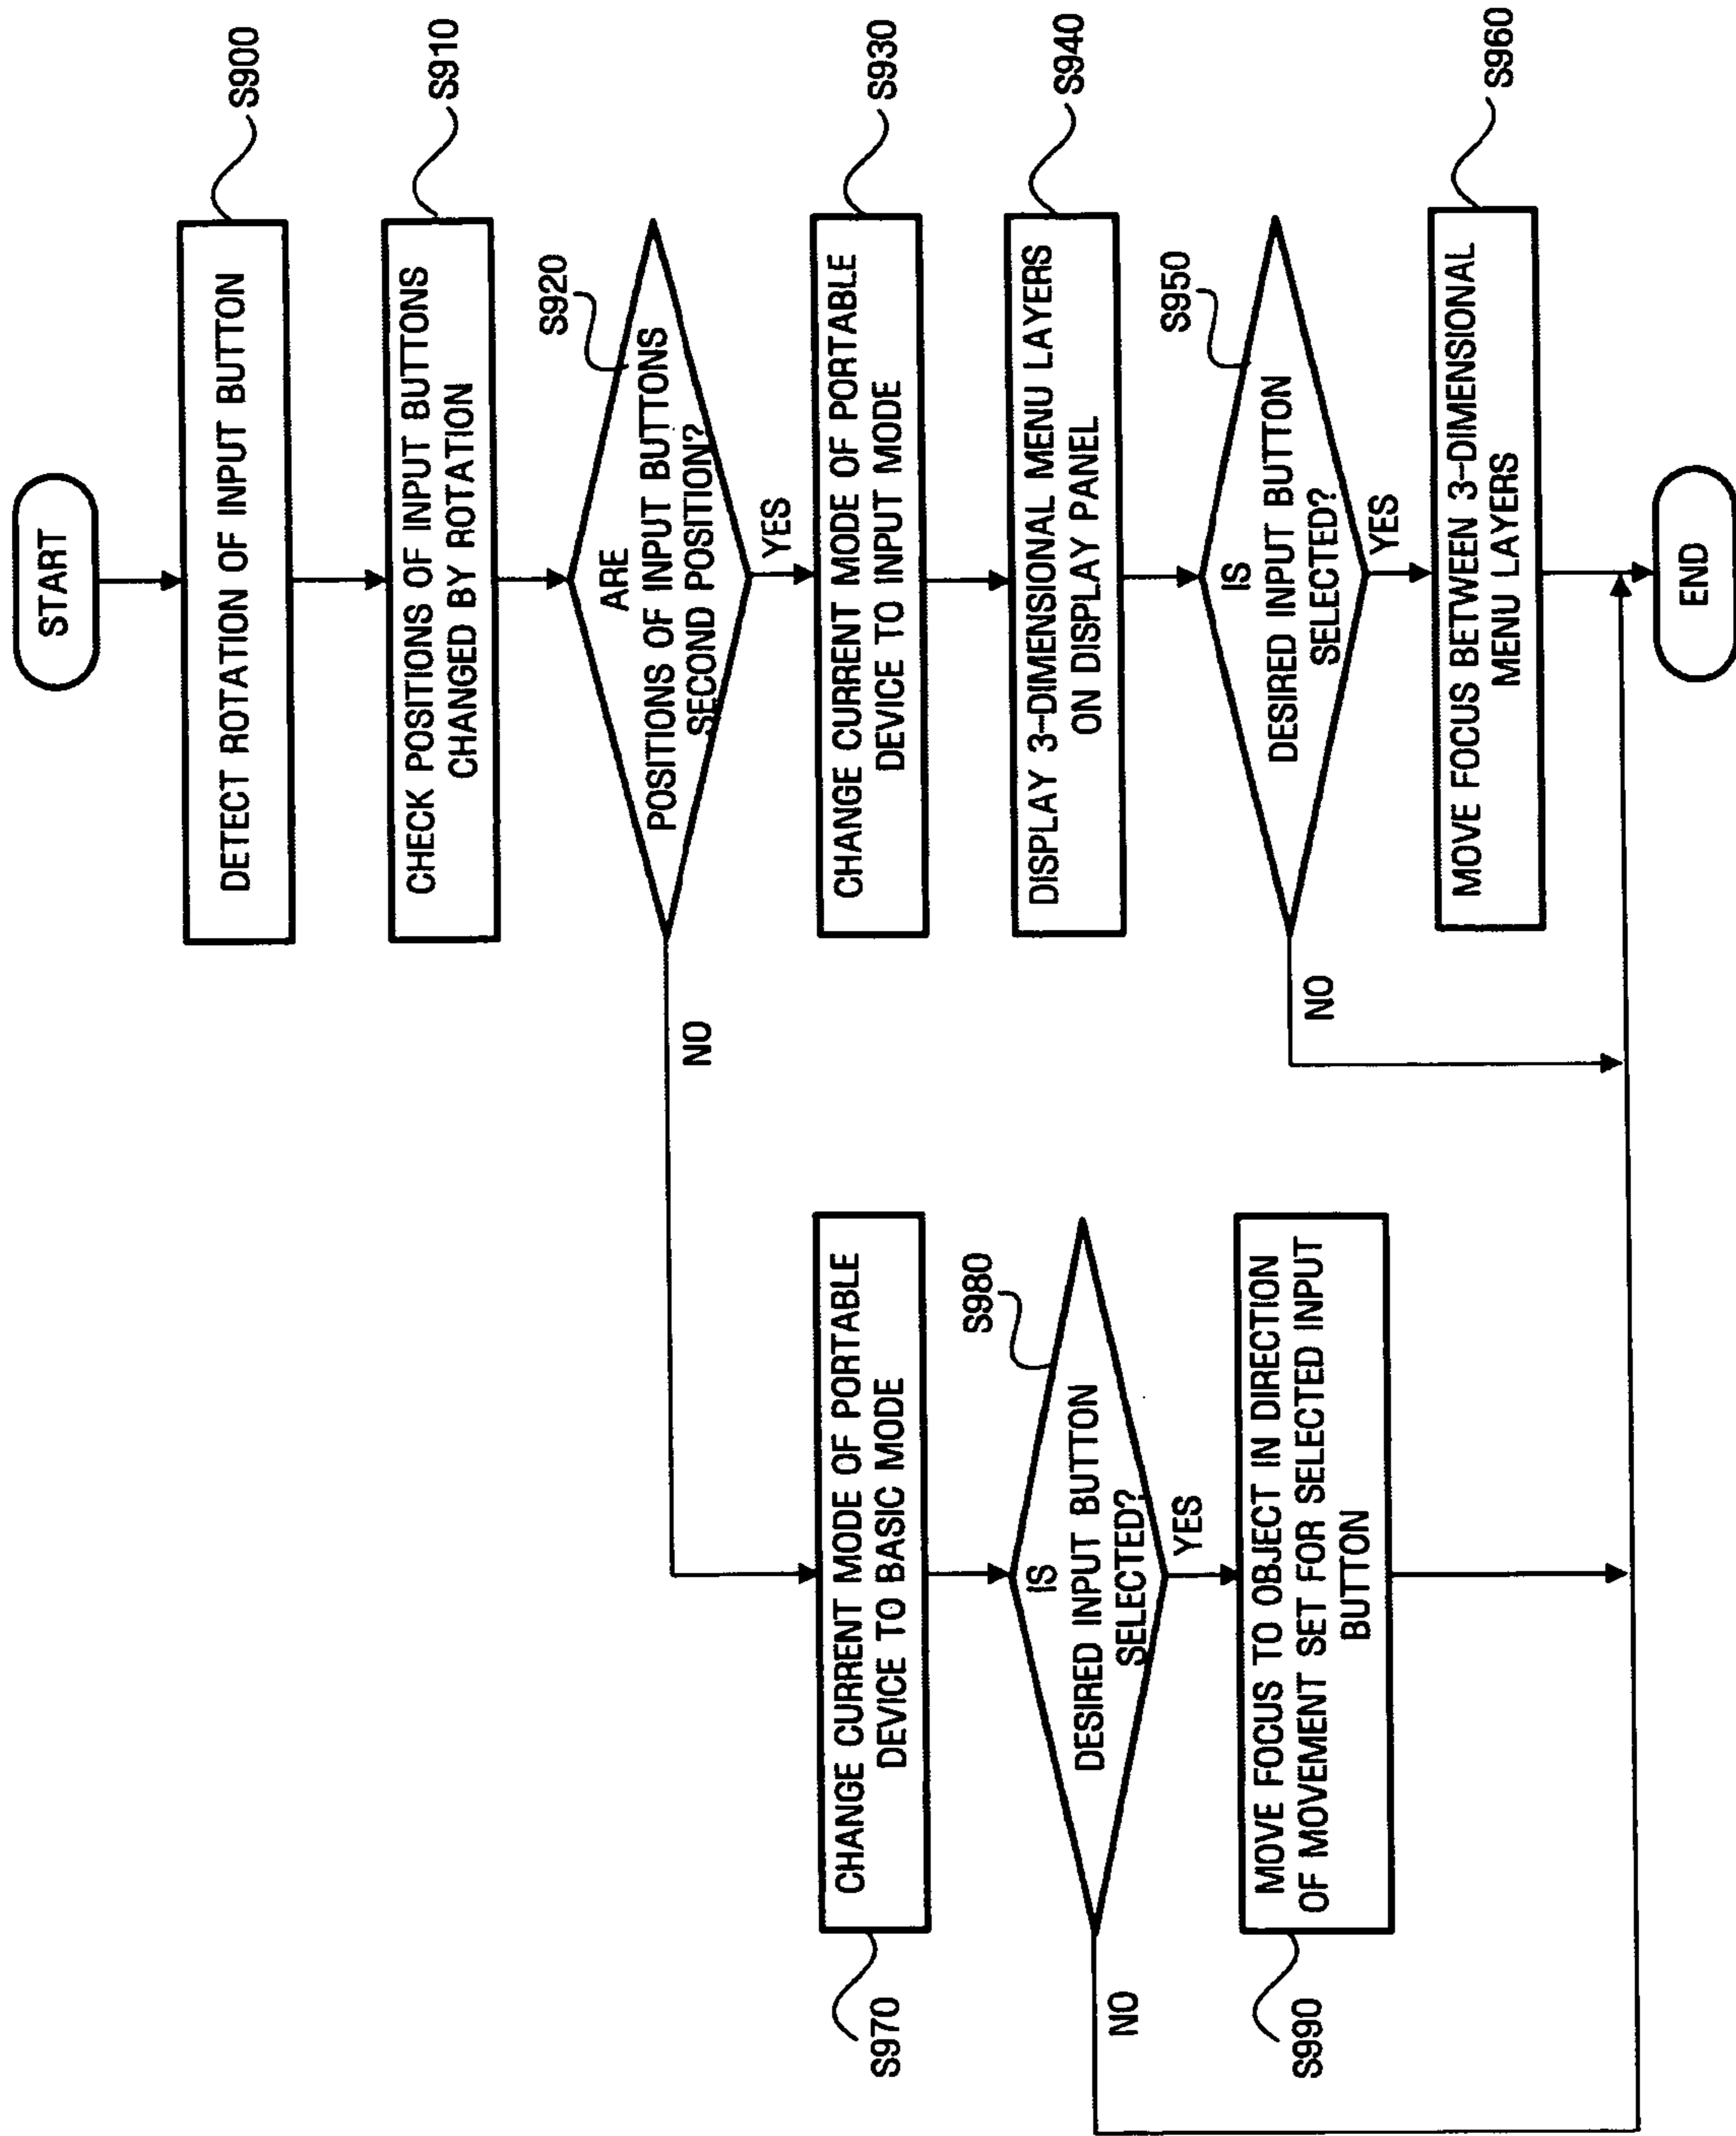 START
DETECT ROTATION OF INPUT BUTTON
S900
CHECK POSITIONS OF INPUT BUTTONS
CHANGED BY ROTATION
S910
ARE
POSITIONS OF INPUT BUTTONS
SECOND POSITION?
S920
YES
NO
CHANGE CURRENT MODE OF PORTABLE
DEVICE TO INPUT MODE
S930
DISPLAY 3-DIMENSIONAL MENU LAYERS
ON DISPLAY PANEL
S940
IS
DESIRED INPUT BUTTON
SELECTED?
S950
YES
NO
MOVE FOCUS BETWEEN 3-DIMENSIONAL
MENU LAYERS
S960
CHANGE CURRENT MODE OF PORTABLE
DEVICE TO BASIC MODE
S970
IS
DESIRED INPUT BUTTON
SELECTED?
S980
YES
NO
MOVE FOCUS TO OBJECT IN DIRECTION
OF MOVEMENT SET FOR SELECTED INPUT
BUTTON
S990
END